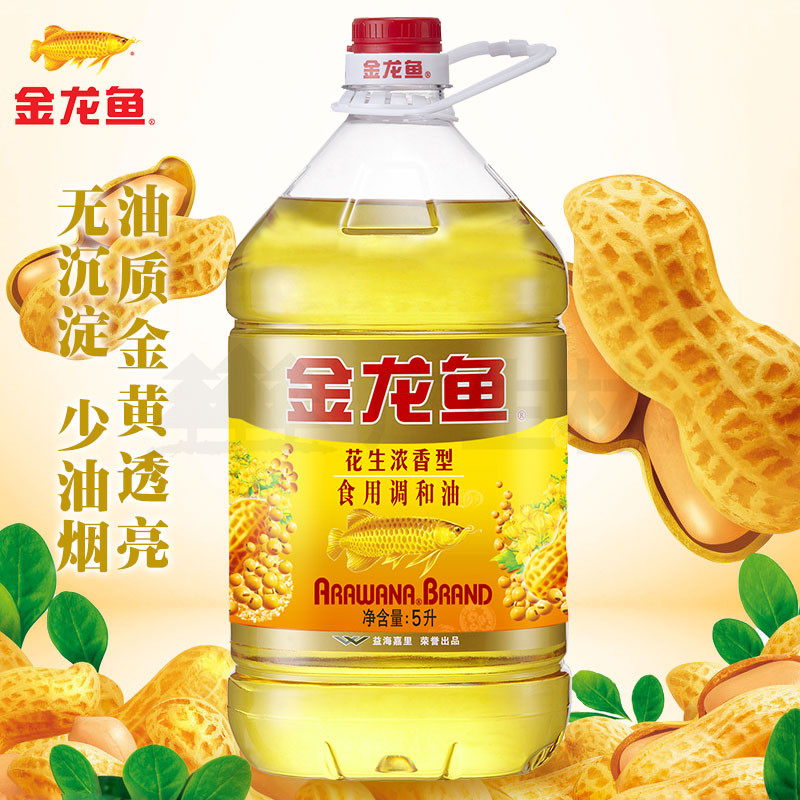 金龙鱼®
油质金黄透亮
无沉淀 少油烟
金龙鱼®
金龙鱼®
花生浓香型
食用调和油
ARAWANA® BRAND
净含量:5升
益海嘉里 荣誉出品